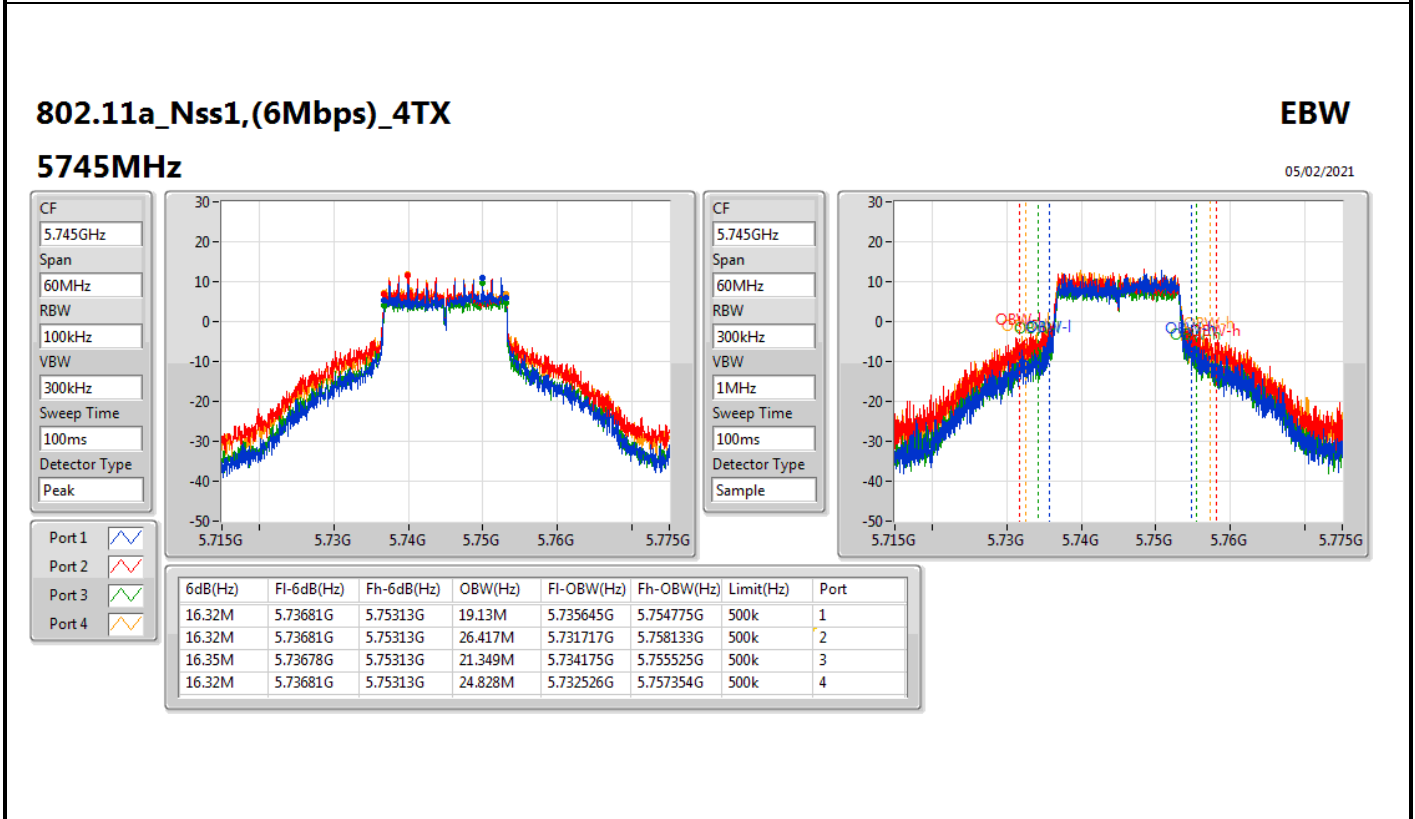 802.11a_Nss1,(6Mbps)_4TX EBW
5745MHz 05/02/2021
CF
5.745GHz
Span
60MHz
RBW
100kHz
VBW
300kHz
Sweep Time
100ms
Detector Type
Peak
30
20
10
0
-10
-20
-30
-40
-50
5.715G 5.73G 5.74G 5.75G 5.76G 5.775G
CF
5.745GHz
Span
60MHz
RBW
300kHz
VBW
1MHz
Sweep Time
100ms
Detector Type
Sample
30
20
10
0
-10
-20
-30
-40
-50
5.715G 5.73G 5.74G 5.75G 5.76G 5.775G
Port 1
Port 2
Port 3
Port 4
6dB(Hz) Fl-6dB(Hz) Fh-6dB(Hz) OBW(Hz) Fl-OBW(Hz) Fh-OBW(Hz) Limit(Hz) Port
16.32M 5.73681G 5.75313G 19.13M 5.735645G 5.754775G 500k 1
16.32M 5.73681G 5.75313G 26.417M 5.731717G 5.758133G 500k 2
16.35M 5.73678G 5.75313G 21.349M 5.734175G 5.755525G 500k 3
16.32M 5.73681G 5.75313G 24.828M 5.732526G 5.757354G 500k 4